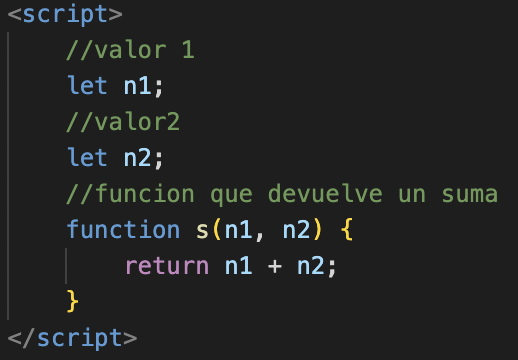 <script>
//valor 1
let n1;
//valor2
let n2;
//funcion que devuelve un suma
function s(n1, n2) {
return n1 + n2;
}
</script>